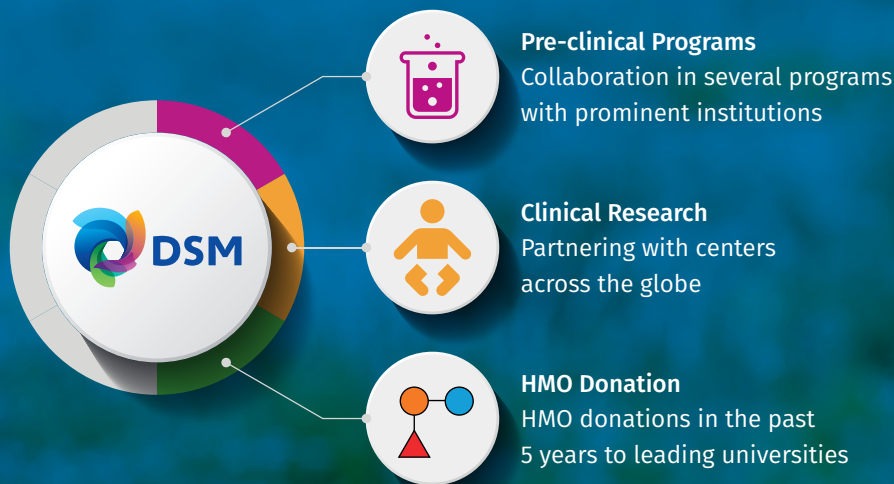 DSM
Pre-clinical Programs
Collaboration in several programs
with prominent institutions
Clinical Research
Partnering with centers
across the globe
HMO Donation
HMO donations in the past
5 years to leading universities